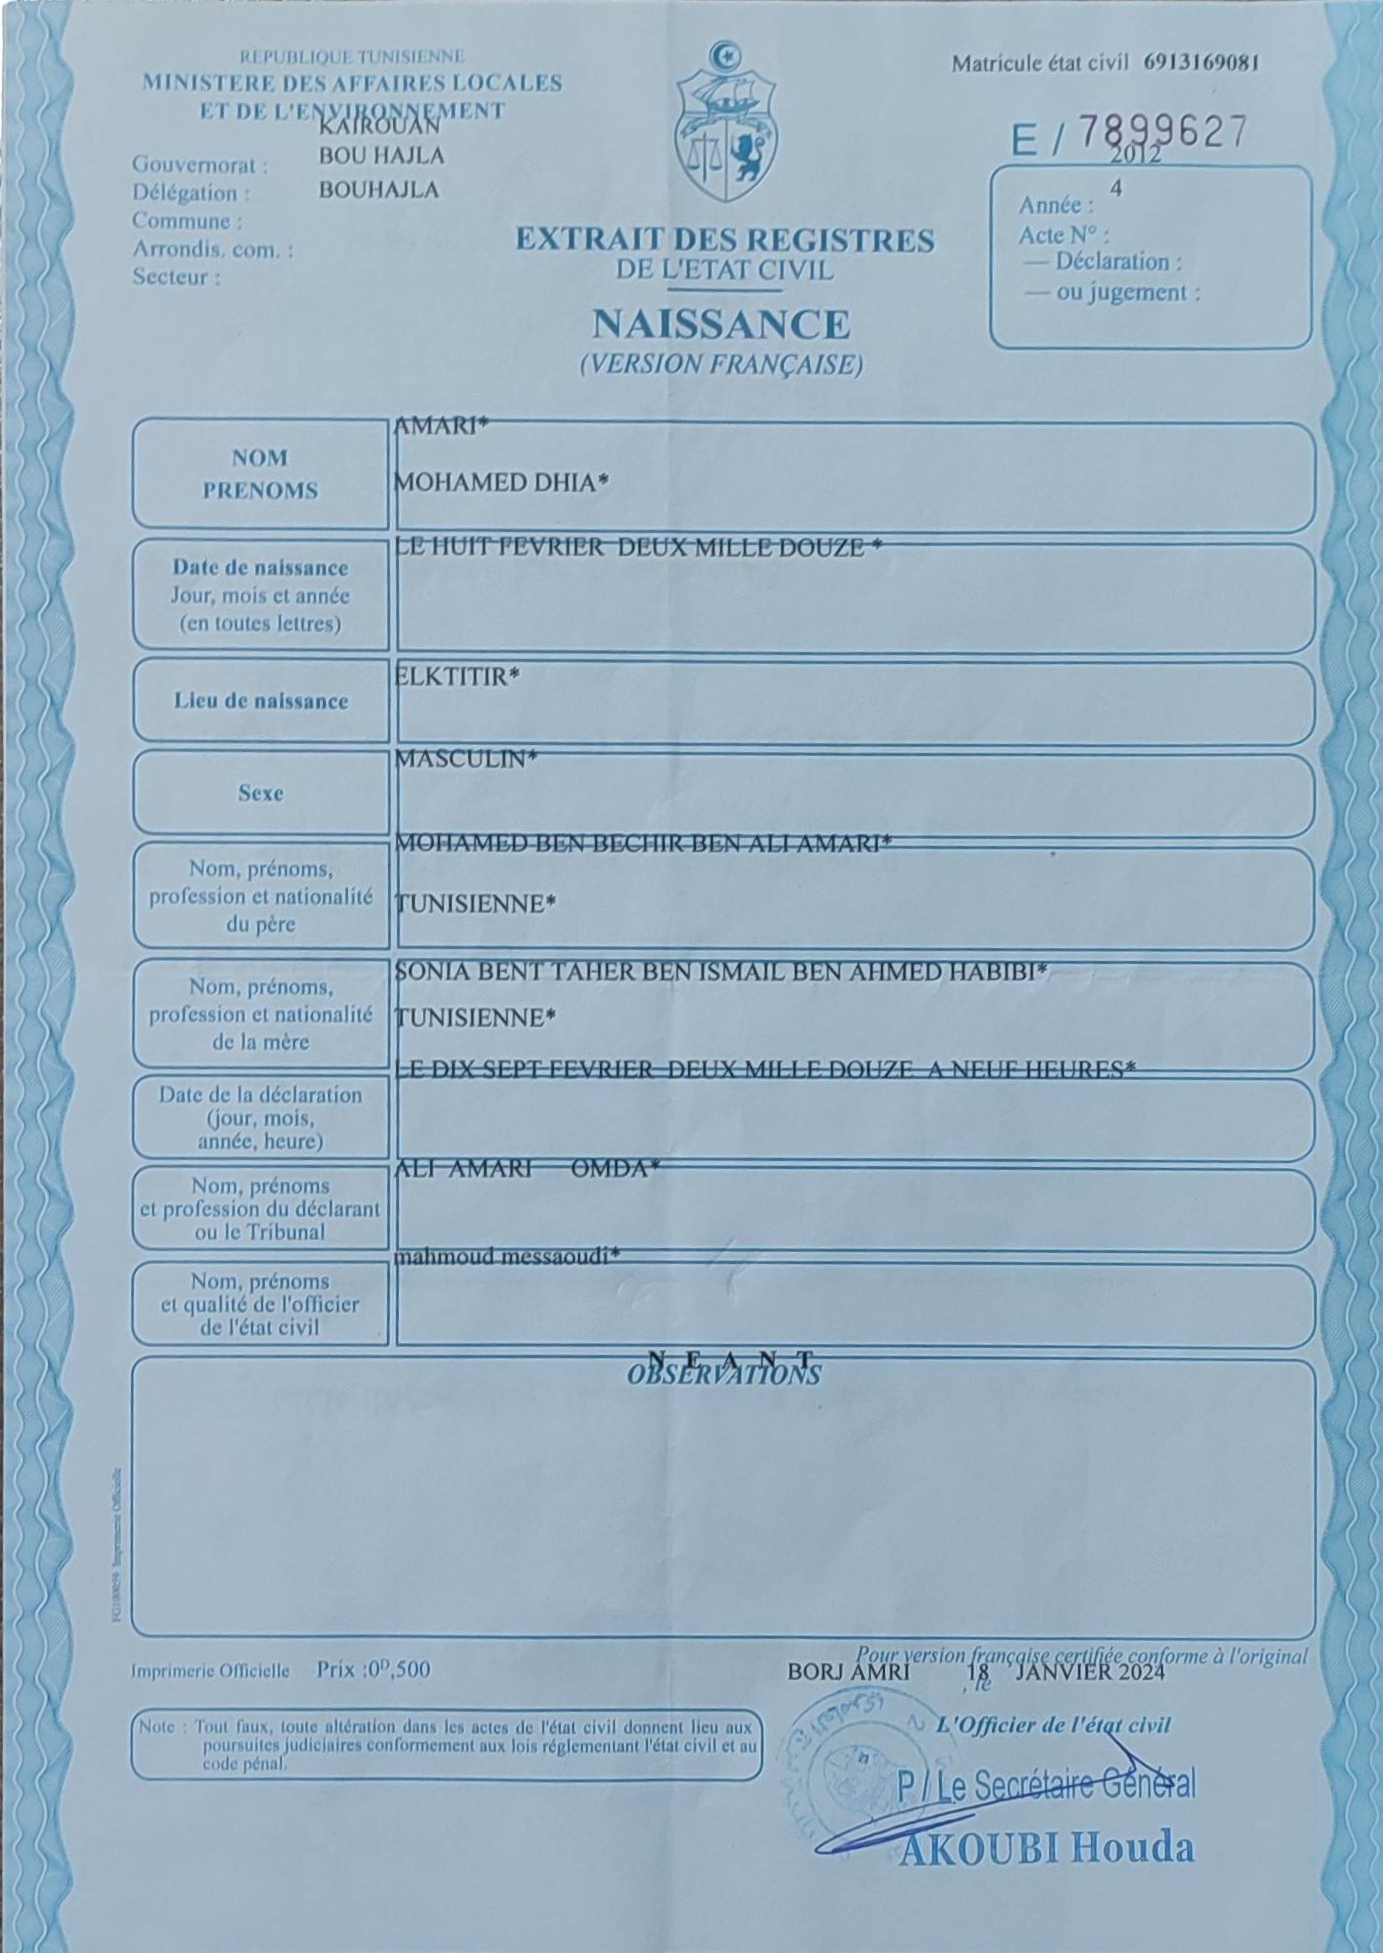 REPUBLIQUE TUNISIENNE
MINISTERE DES AFFAIRES LOCALES
ET DE L'ENVIRONNEMENT
KAIROUAN
Gouvernorat : BOU HAJLA
Délégation : BOUHAJLA
Commune :
Arrondis. com. :
Secteur :
Matricule état civil 6913169081
E / 7899627
2012
4
Année :
Acte N° :
— Déclaration :
— ou jugement :
EXTRAIT DES REGISTRES
DE L'ETAT CIVIL
NAISSANCE
(VERSION FRANÇAISE)
NOM
PRENOMS
AMARI*
MOHAMED DHIA*
Date de naissance
Jour, mois et année
(en toutes lettres)
LE HUIT FEVRIER DEUX MILLE DOUZE *
Lieu de naissance
ELKTITIR*
Sexe
MASCULIN*
Nom, prénoms,
profession et nationalité
du père
MOHAMED BEN BECHIR BEN ALI AMARI*
TUNISIENNE*
Nom, prénoms,
profession et nationalité
de la mère
SONIA BENT TAHER BEN ISMAIL BEN AHMED HABIBI*
TUNISIENNE*
Date de la déclaration
(jour, mois,
année, heure)
LE DIX SEPT FEVRIER DEUX MILLE DOUZE A NEUF HEURES*
Nom, prénoms
et profession du déclarant
ou le Tribunal
ALI AMARI OMDA*
Nom, prénoms
et qualité de l'officier
de l'état civil
mahmoud messaoudi*
N E A N T
OBSERVATIONS
FG100059 Imprimerie Officielle
Imprimerie Officielle Prix :0ᴰ,500
Pour version française certifiée conforme à l'original
BORJ AMRI , le 18 JANVIER 2024
Note : Tout faux, toute altération dans les actes de l'état civil donnent lieu aux
poursuites judiciaires conformement aux lois réglementant l'état civil et au
code pénal.
L'Officier de l'état civil
P / Le Secrétaire Général
AKOUBI Houda